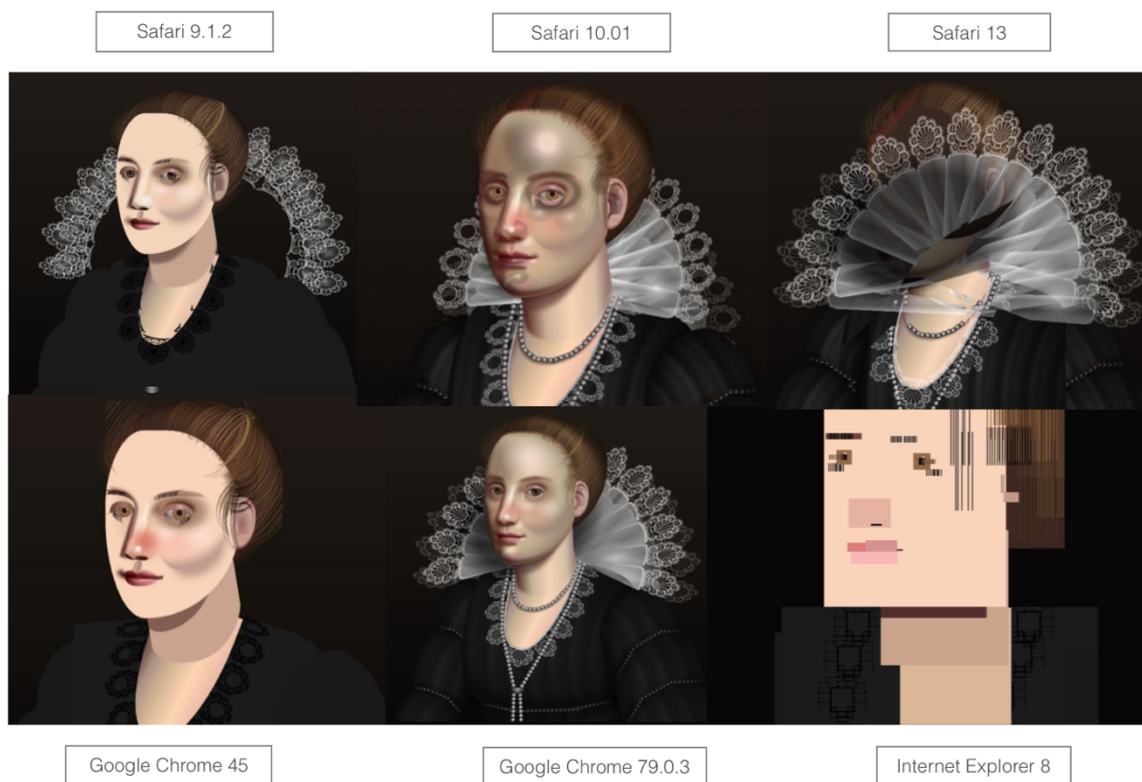 Safari 9.1.2
Safari 10.01
Safari 13
Google Chrome 45
Google Chrome 79.0.3
Internet Explorer 8